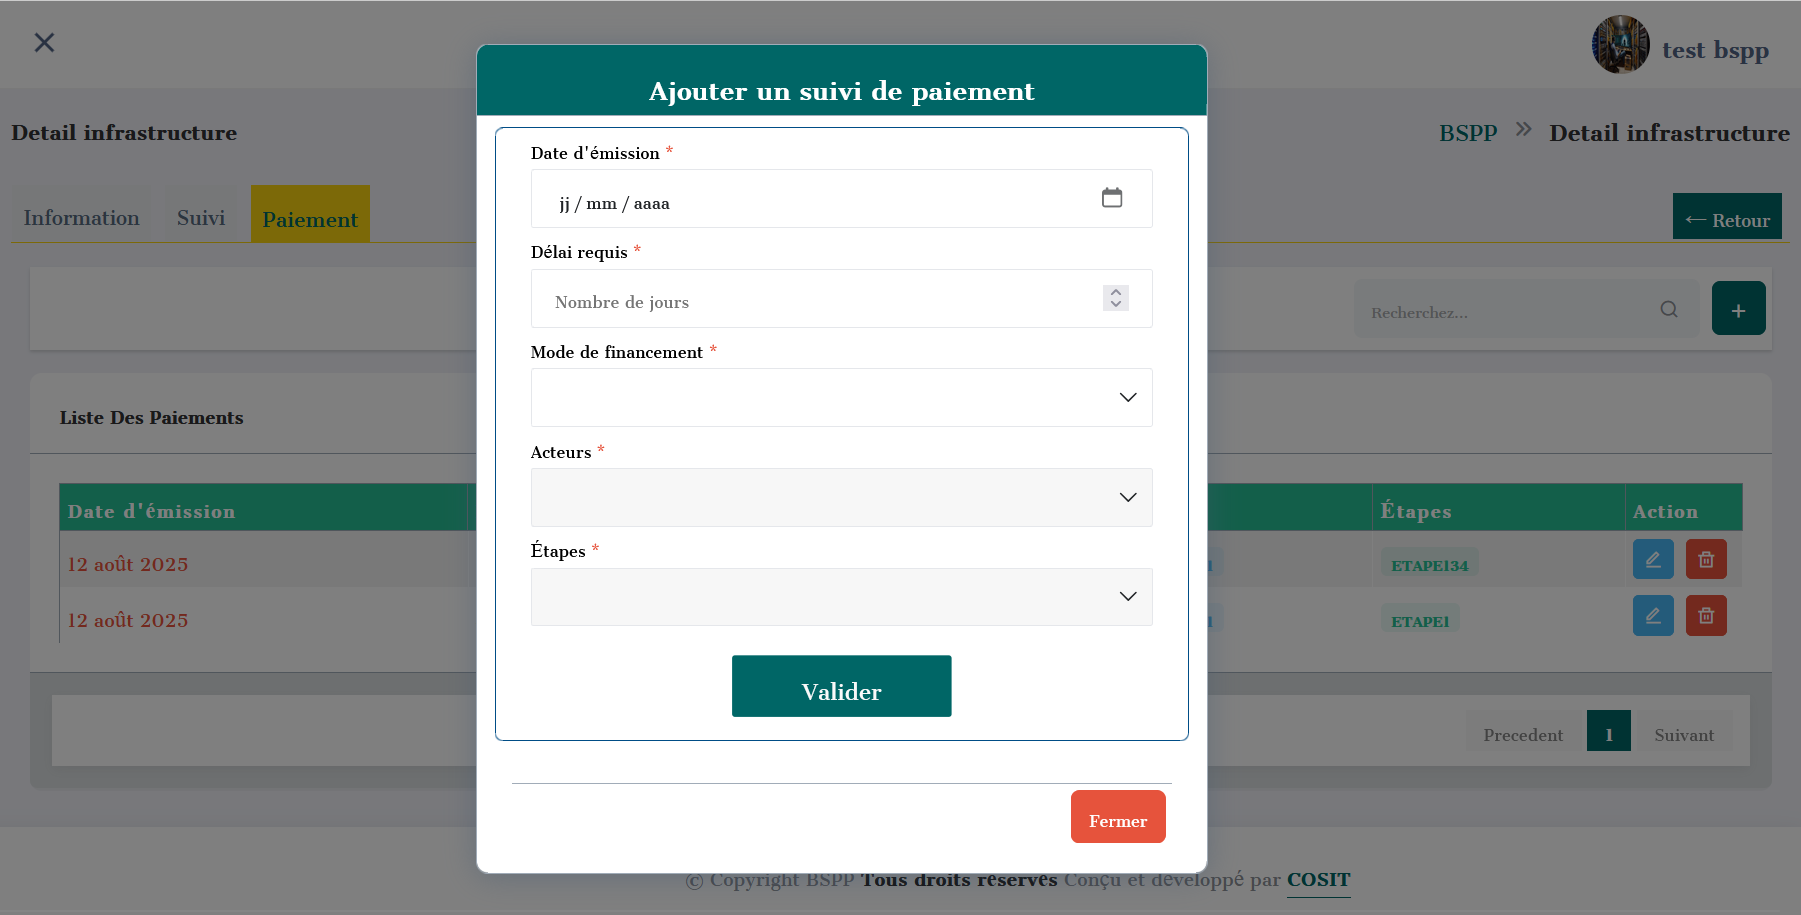 test bspp
Ajouter un suivi de paiement
Detail infrastructure
BSPP » Detail infrastructure
Date d'émission *
jj / mm / aaaa
Information
Suivi
Paiement
← Retour
Délai requis *
Nombre de jours
Recherchez...
+
Mode de financement *
Liste Des Paiements
Acteurs *
Date d'émission
Étapes
Action
Étapes *
12 août 2025
1
ETAPE134
12 août 2025
1
ETAPE1
Valider
Precedent
1
Suivant
Fermer
© Copyright BSPP Tous droits réservés Conçu et développé par COSIT